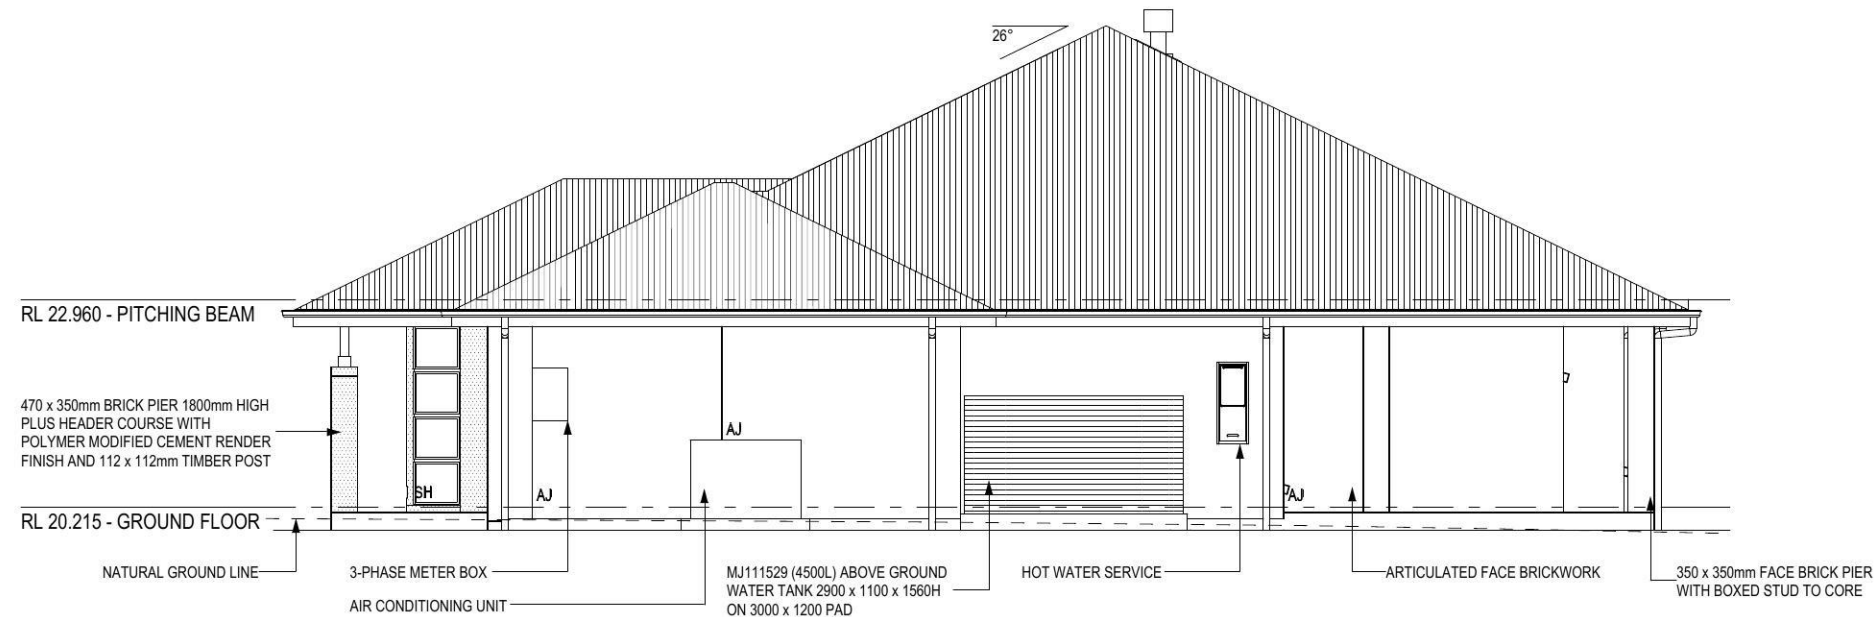 26°
RL 22.960 - PITCHING BEAM
470 x 350mm BRICK PIER 1800mm HIGH
PLUS HEADER COURSE WITH
POLYMER MODIFIED CEMENT RENDER
FINISH AND 112 x 112mm TIMBER POST
AJ
SH
AJ
AJ
RL 20.215 - GROUND FLOOR
NATURAL GROUND LINE
3-PHASE METER BOX
AIR CONDITIONING UNIT
MJ111529 (4500L) ABOVE GROUND
WATER TANK 2900 x 1100 x 1560H
ON 3000 x 1200 PAD
HOT WATER SERVICE
ARTICULATED FACE BRICKWORK
350 x 350mm FACE BRICK PIER
WITH BOXED STUD TO CORE